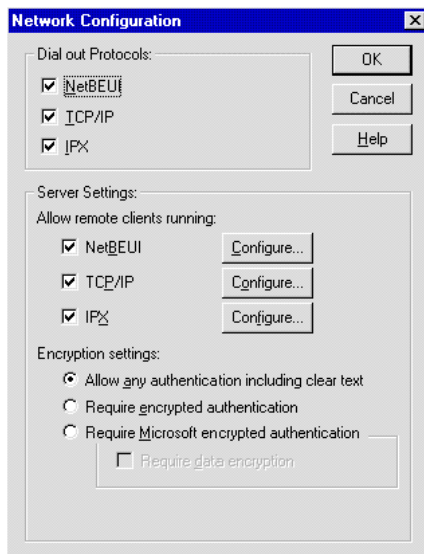 Network Configuration
Dial out Protocols:
NetBEUI
TCP/IP
IPX
OK
Cancel
Help
Server Settings:
Allow remote clients running:
NetBEUI Configure...
TCP/IP Configure...
IPX Configure...
Encryption settings:
Allow any authentication including clear text
Require encrypted authentication
Require Microsoft encrypted authentication
Require data encryption